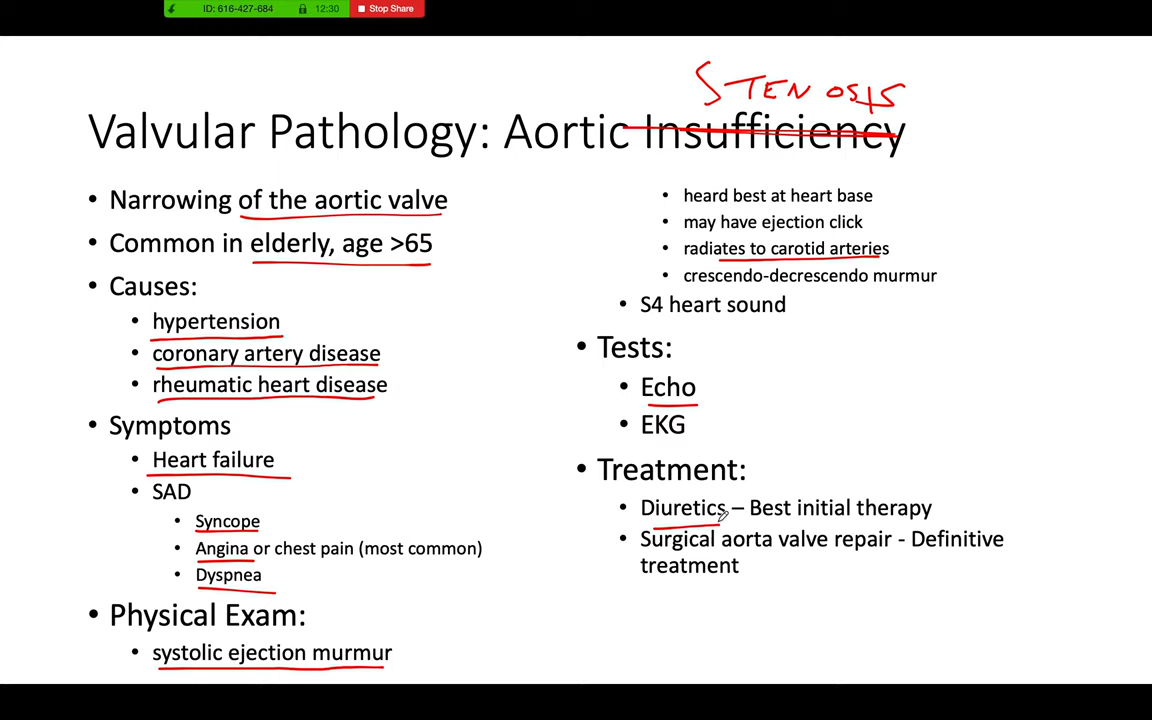 ID: 616-427-684 12:30 Stop Share
STENOSIS
Valvular Pathology: Aortic Insufficiency
• Narrowing of the aortic valve
• Common in elderly, age >65
• Causes:
• hypertension
• coronary artery disease
• rheumatic heart disease
• Symptoms
• Heart failure
• SAD
• Syncope
• Angina or chest pain (most common)
• Dyspnea
• Physical Exam:
• systolic ejection murmur
• heard best at heart base
• may have ejection click
• radiates to carotid arteries
• crescendo-decrescendo murmur
• S4 heart sound
• Tests:
• Echo
• EKG
• Treatment:
• Diuretics – Best initial therapy
• Surgical aorta valve repair - Definitive
treatment